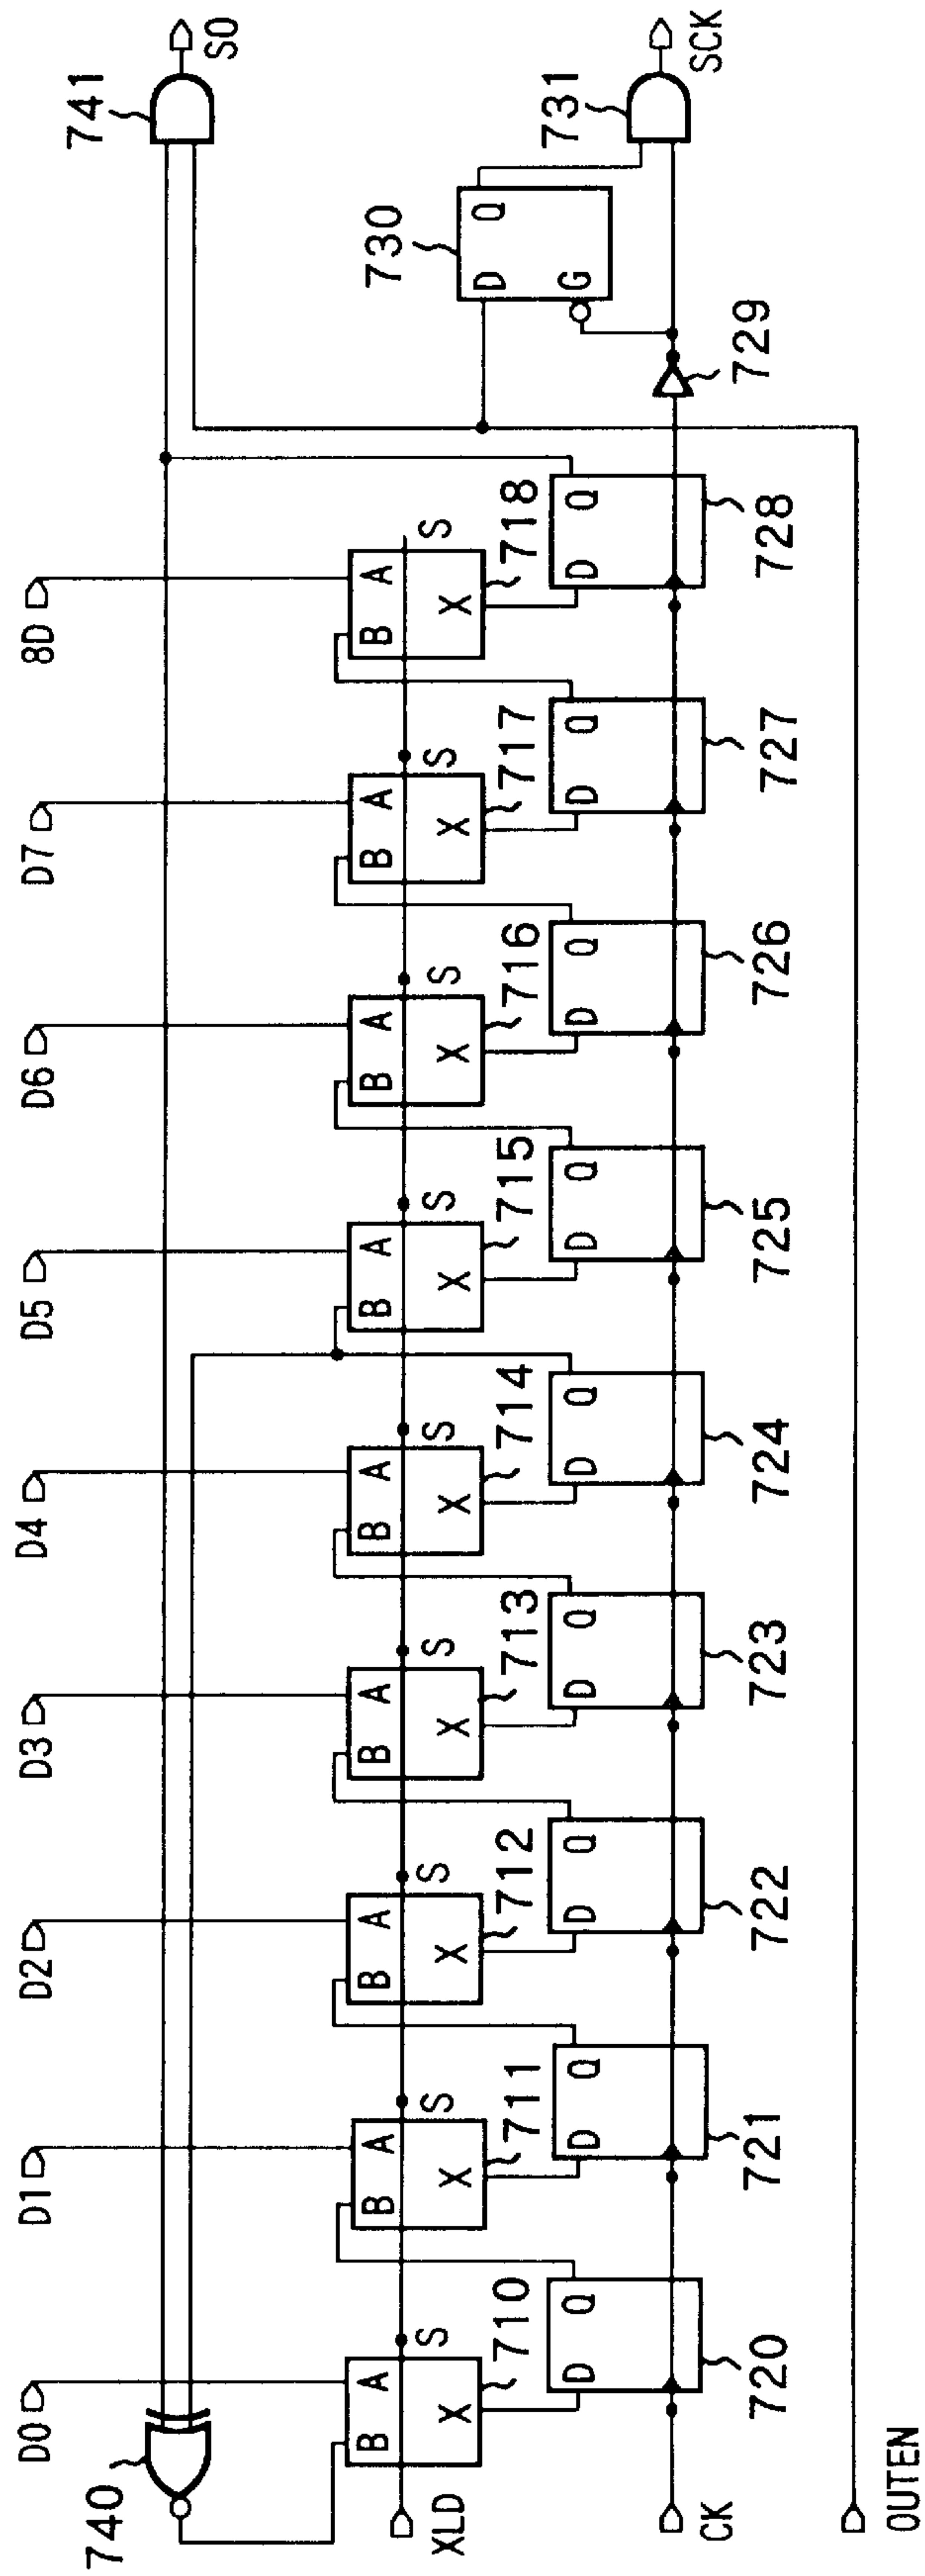 D0 D1 D2 D3 D4 D5 D6 D7 8D
740 741
SO
B A B A B A B A B A B A B A B A B A
X X X X X X X X X
S S S S S S S S S
XLD
710 711 712 713 714 715 716 717 718
730
D Q D Q D Q D Q D Q D Q D Q D Q D Q
D Q
G
731
CK
SCK
720 721 722 723 724 725 726 727 728 729
OUTEN